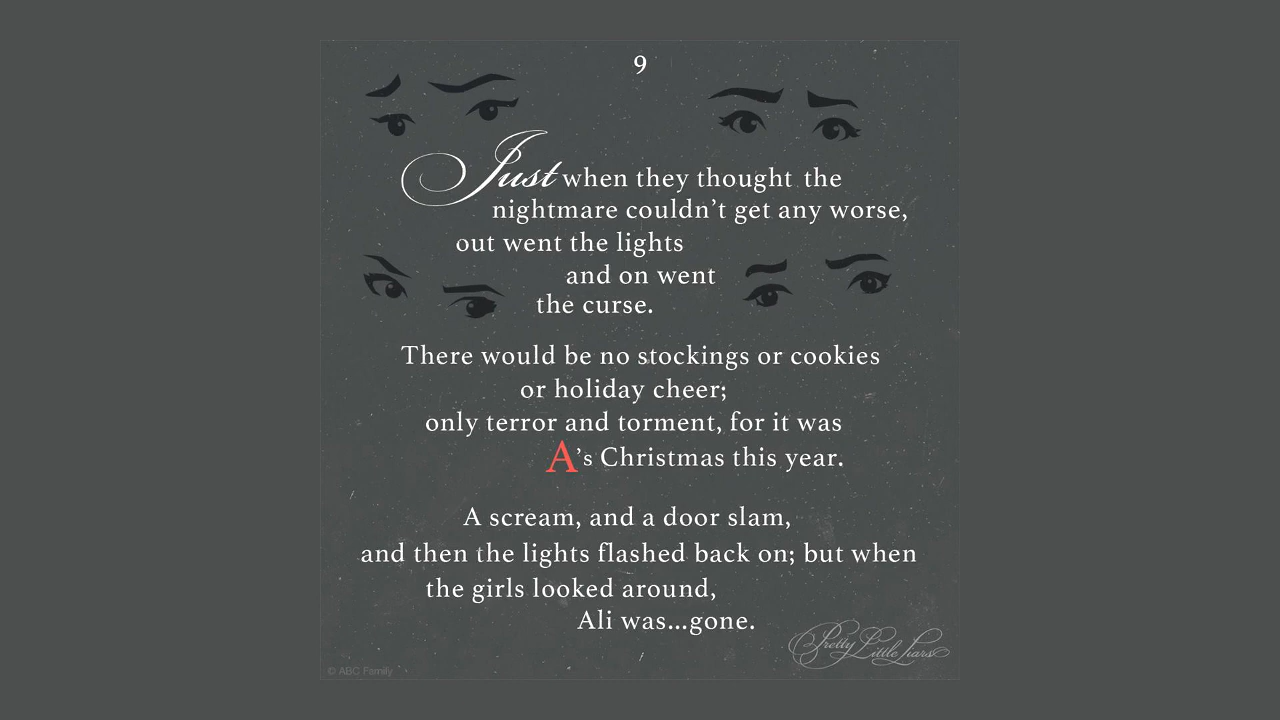 9
Just when they thought the
nightmare couldn't get any worse,
out went the lights
and on went
the curse.
There would be no stockings or cookies
or holiday cheer;
only terror and torment, for it was
A's Christmas this year.
A scream, and a door slam,
and then the lights flashed back on; but when
the girls looked around,
Ali was...gone.
Pretty Little Liars
© ABC Family